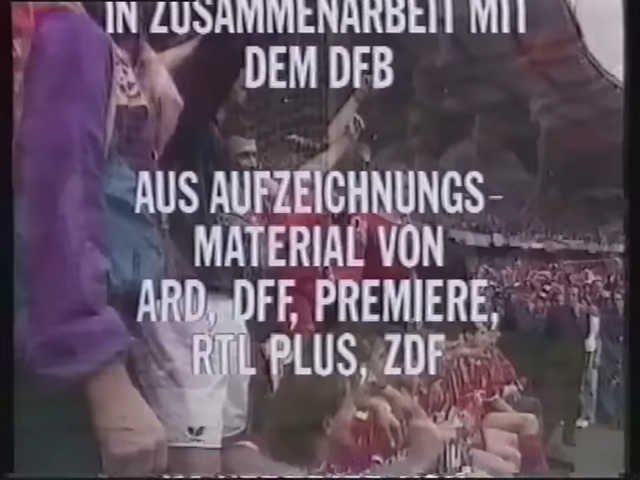 IN ZUSAMMENARBEIT MIT
DEM DFB
AUS AUFZEICHNUNGS-
MATERIAL VON
ARD, DFF, PREMIERE,
RTL PLUS, ZDF